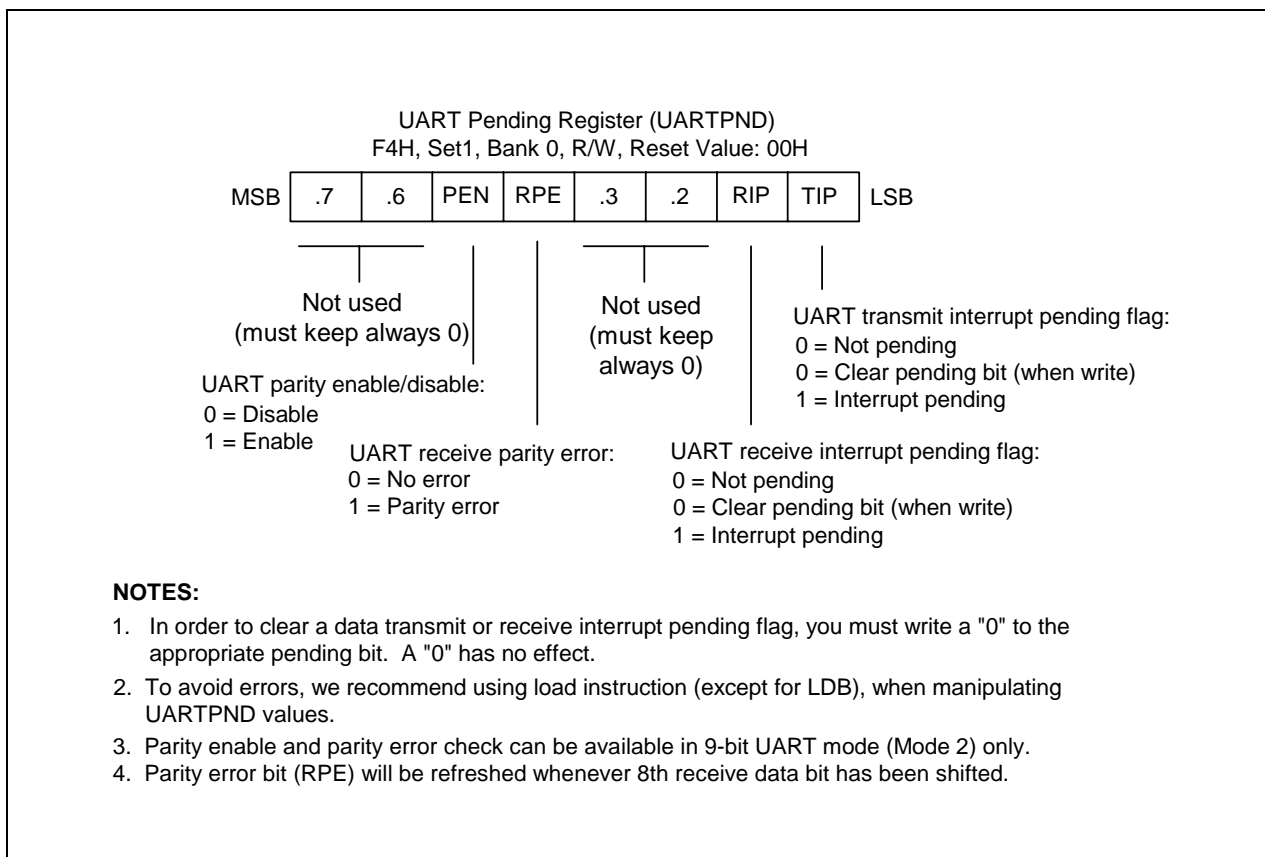 UART Pending Register (UARTPND)
F4H, Set1, Bank 0, R/W, Reset Value: 00H
MSB .7 .6 PEN RPE .3 .2 RIP TIP LSB
Not used
(must keep always 0)
Not used
(must keep
always 0)
UART transmit interrupt pending flag:
0 = Not pending
0 = Clear pending bit (when write)
1 = Interrupt pending
UART parity enable/disable:
0 = Disable
1 = Enable
UART receive parity error:
0 = No error
1 = Parity error
UART receive interrupt pending flag:
0 = Not pending
0 = Clear pending bit (when write)
1 = Interrupt pending
NOTES:
1. In order to clear a data transmit or receive interrupt pending flag, you must write a "0" to the
appropriate pending bit. A "0" has no effect.
2. To avoid errors, we recommend using load instruction (except for LDB), when manipulating
UARTPND values.
3. Parity enable and parity error check can be available in 9-bit UART mode (Mode 2) only.
4. Parity error bit (RPE) will be refreshed whenever 8th receive data bit has been shifted.